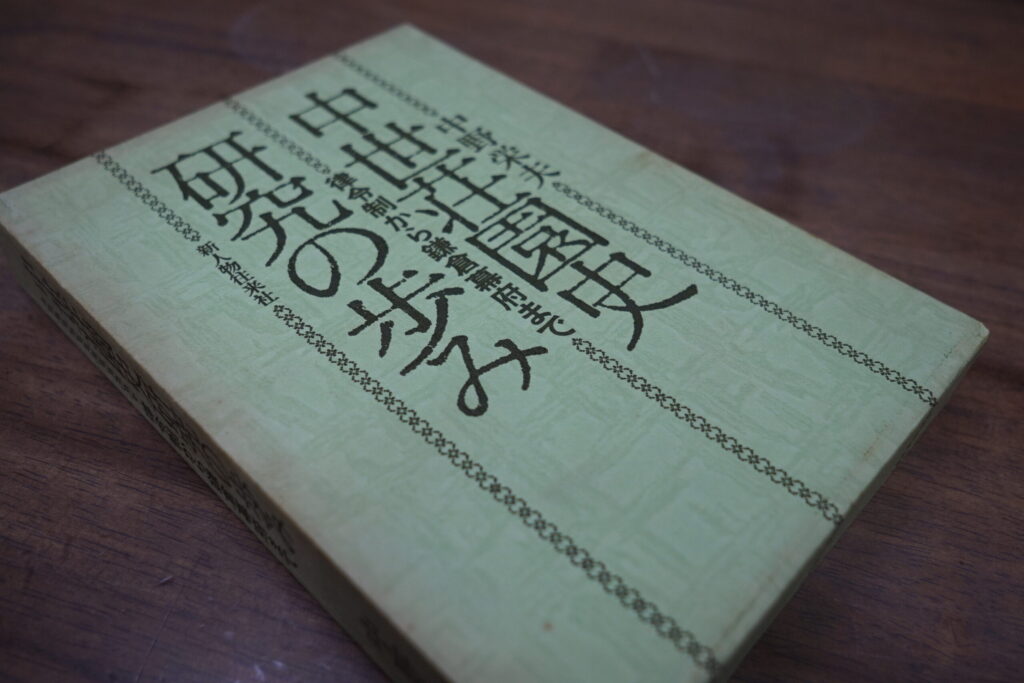 中野栄夫
中世荘園史
研究の歩み
律令制から鎌倉幕府まで
新人物往来社